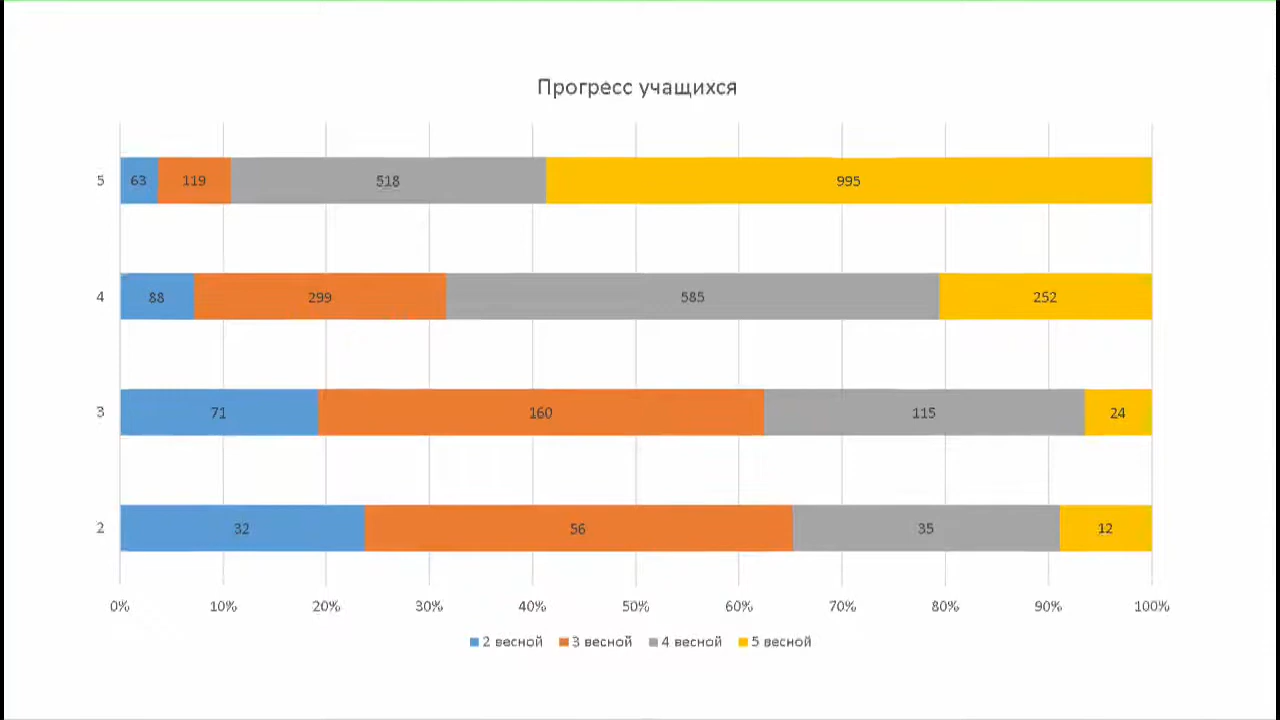 Прогресс учащихся
5 63 119 518 995
4 88 299 585 252
3 71 160 115 24
2 32 56 35 12
0% 10% 20% 30% 40% 50% 60% 70% 80% 90% 100%
2 весной 3 весной 4 весной 5 весной